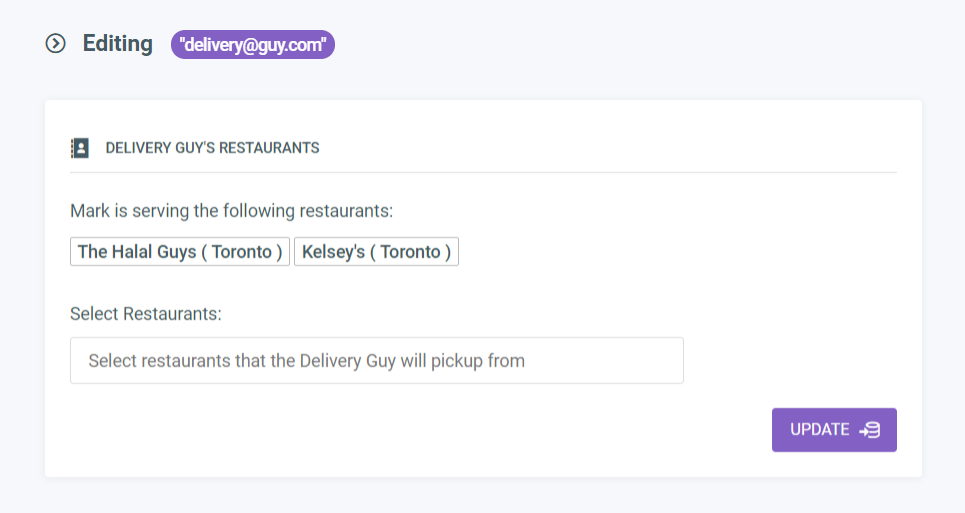 Editing "delivery@guy.com"
DELIVERY GUY'S RESTAURANTS
Mark is serving the following restaurants:
The Halal Guys ( Toronto ) Kelsey's ( Toronto )
Select Restaurants:
Select restaurants that the Delivery Guy will pickup from
UPDATE